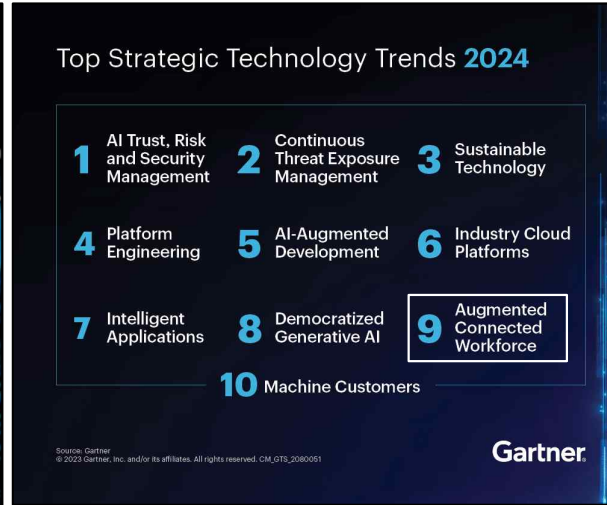 Top Strategic Technology Trends 2024
1 AI Trust, Risk
and Security
Management
2 Continuous
Threat Exposure
Management
3 Sustainable
Technology
4 Platform
Engineering
5 AI-Augmented
Development
6 Industry Cloud
Platforms
7 Intelligent
Applications
8 Democratized
Generative AI
9 Augmented
Connected
Workforce
10 Machine Customers
Source: Gartner
© 2023 Gartner, Inc. and/or its affiliates. All rights reserved. CM_GTS_2080051
Gartner.